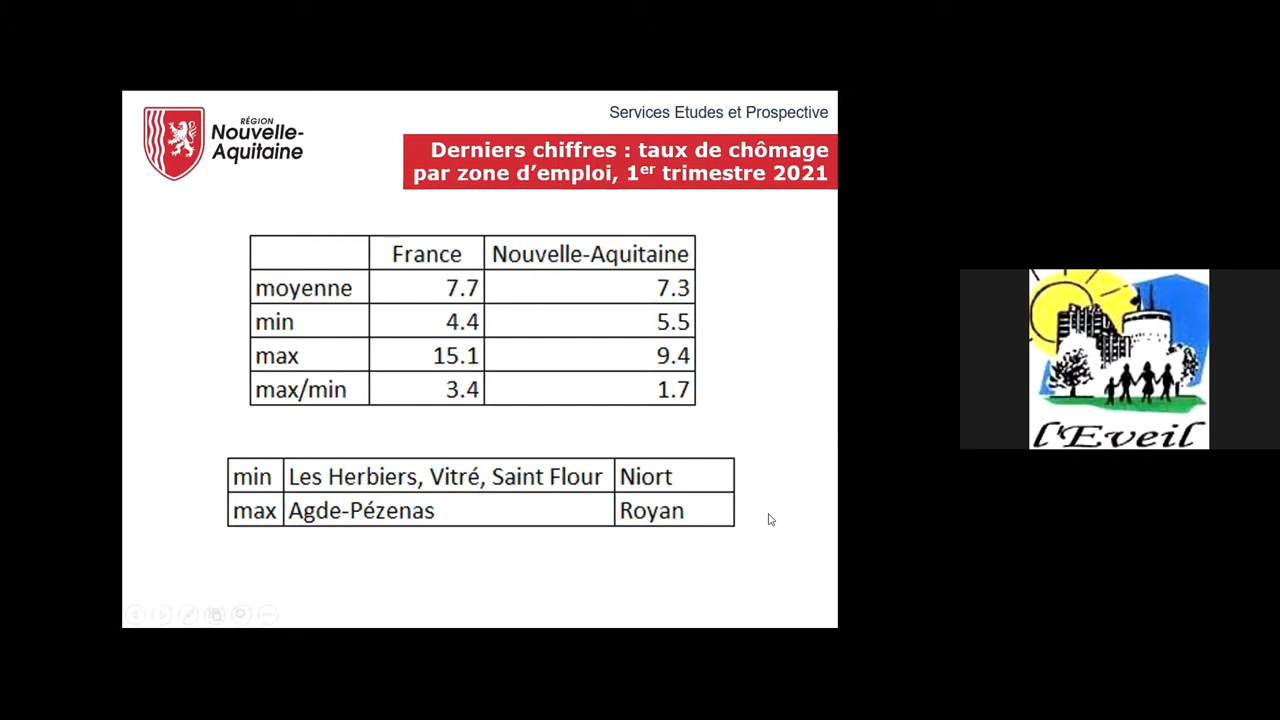 RÉGION
Nouvelle-
Aquitaine
Services Etudes et Prospective
Derniers chiffres : taux de chômage
par zone d'emploi, 1er trimestre 2021
France Nouvelle-Aquitaine
moyenne 7.7 7.3
min 4.4 5.5
max 15.1 9.4
max/min 3.4 1.7
min Les Herbiers, Vitré, Saint Flour Niort
max Agde-Pézenas Royan
l'Eveil